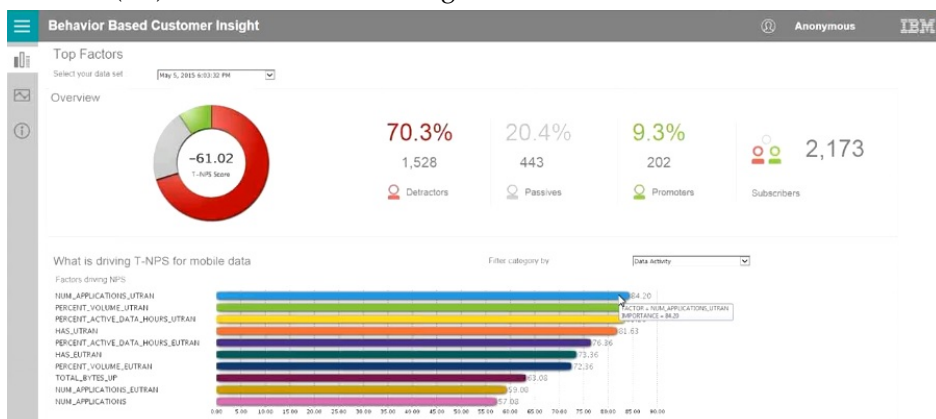 Behavior Based Customer Insight
Anonymous
IBM
Top Factors
Select your data set
May 5, 2015 6:03:32 PM
Overview
-61.02
T-NPS Score
70.3%
1,528
Detractors
20.4%
443
Passives
9.3%
202
Promoters
2,173
Subscribers
What is driving T-NPS for mobile data
Filter category by
Data Activity
Factors driving NPS
NUM_APPLICATIONS_UTRAN
84.20
PERCENT_VOLUME_UTRAN
FACTOR = NUM_APPLICATIONS_UTRAN
IMPORTANCE = 84.20
PERCENT_ACTIVE_DATA_HOURS_UTRAN
HAS_UTRAN
81.63
PERCENT_ACTIVE_DATA_HOURS_EUTRAN
76.36
HAS_EUTRAN
73.36
PERCENT_VOLUME_EUTRAN
72.36
TOTAL_BYTES_UP
63.08
NUM_APPLICATIONS_EUTRAN
59.00
NUM_APPLICATIONS
57.08
0.00 5.00 10.00 15.00 20.00 25.00 30.00 35.00 40.00 45.00 50.00 55.00 60.00 65.00 70.00 75.00 80.00 85.00 90.00